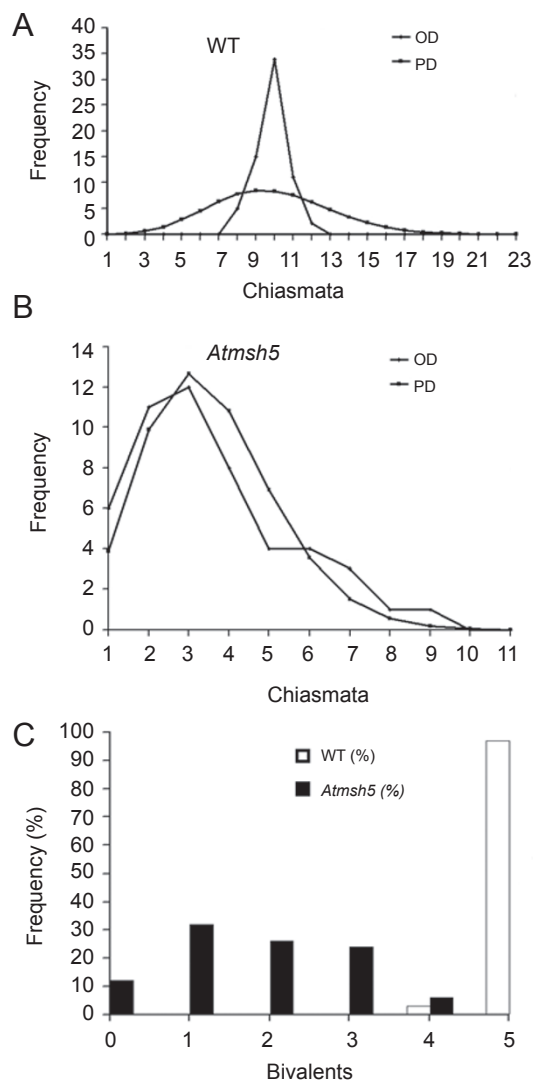 A
WT
OD
PD
40
35
30
25
20
15
10
5
0
Frequency
1 3 5 7 9 11 13 15 17 19 21 23
Chiasmata
B
Atmsh5
OD
PD
14
12
10
8
6
4
2
0
Frequency
1 2 3 4 5 6 7 8 9 10 11
Chiasmata
C
WT (%)
Atmsh5 (%)
100
90
80
70
60
50
40
30
20
10
0
Frequency (%)
0 1 2 3 4 5
Bivalents